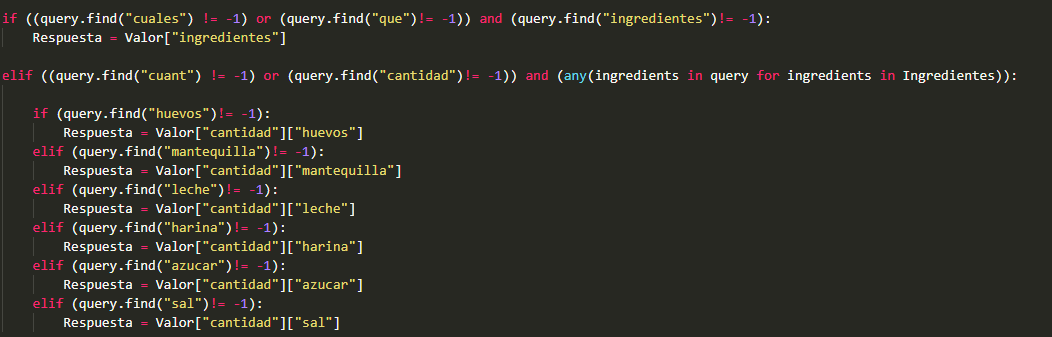 if ((query.find("cuales") != -1) or (query.find("que")!= -1)) and (query.find("ingredientes")!= -1):
    Respuesta = Valor["ingredientes"]
elif ((query.find("cuant") != -1) or (query.find("cantidad")!= -1)) and (any(ingredients in query for ingredients in Ingredientes)):
    if (query.find("huevos")!= -1):
        Respuesta = Valor["cantidad"]["huevos"]
    elif (query.find("mantequilla")!= -1):
        Respuesta = Valor["cantidad"]["mantequilla"]
    elif (query.find("leche")!= -1):
        Respuesta = Valor["cantidad"]["leche"]
    elif (query.find("harina")!= -1):
        Respuesta = Valor["cantidad"]["harina"]
    elif (query.find("azucar")!= -1):
        Respuesta = Valor["cantidad"]["azucar"]
    elif (query.find("sal")!= -1):
        Respuesta = Valor["cantidad"]["sal"]